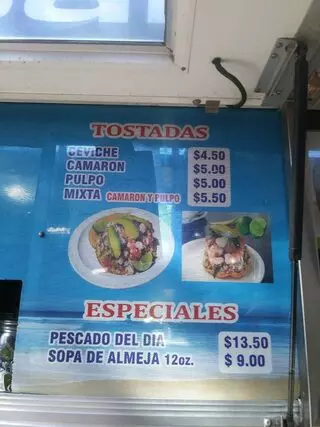 TOSTADAS
CEVICHE $4.50
CAMARON $5.00
PULPO $5.00
MIXTA CAMARON Y PULPO $5.50
ESPECIALES
PESCADO DEL DIA $13.50
SOPA DE ALMEJA 12oz. $ 9.00